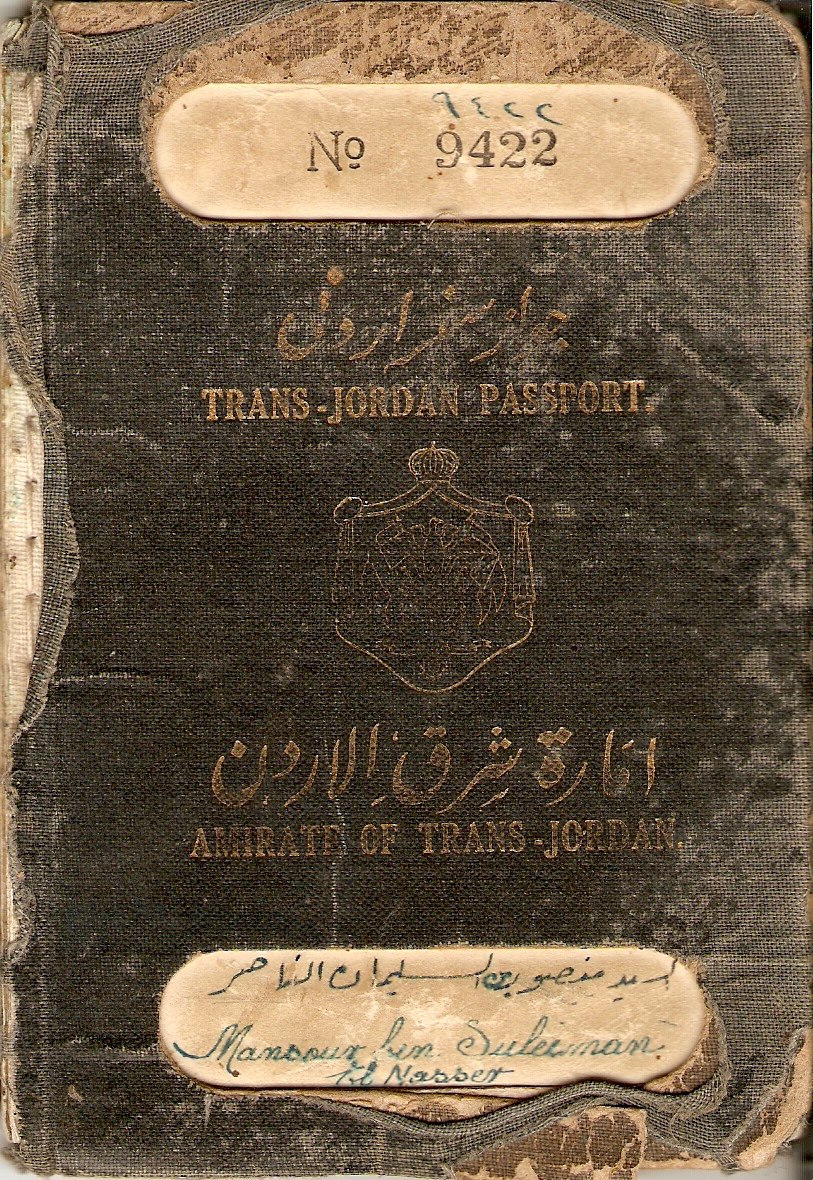 ٩٤٢٢
No 9422
جواز سفر اردني
TRANS-JORDAN PASSPORT.
امارة شرق الاردن
AMIRATE OF TRANS-JORDAN.
السيد منصور بن سليمان الناصر
Mansour bin Suleiman
El Nasser